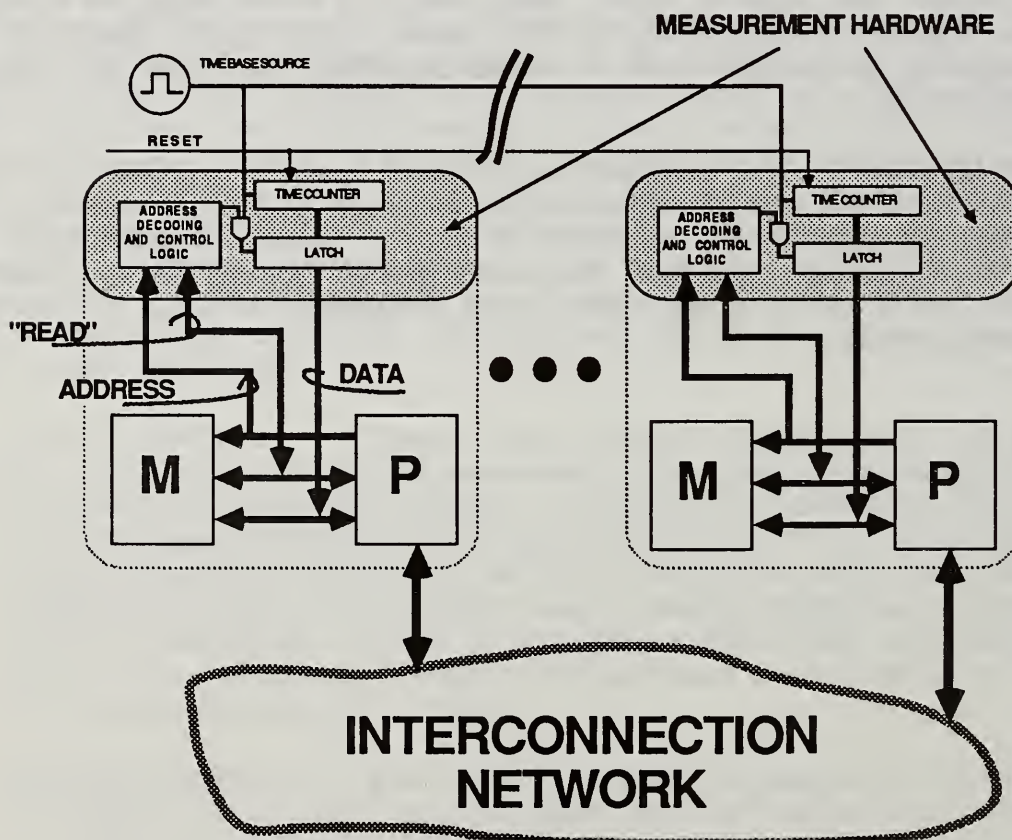 MEASUREMENT HARDWARE
TIME BASE SOURCE
RESET
TIME COUNTER
ADDRESS
DECODING
AND CONTROL
LOGIC
LATCH
TIME COUNTER
ADDRESS
DECODING
AND CONTROL
LOGIC
LATCH
"READ"
ADDRESS
DATA
M
P
M
P
INTERCONNECTION
NETWORK